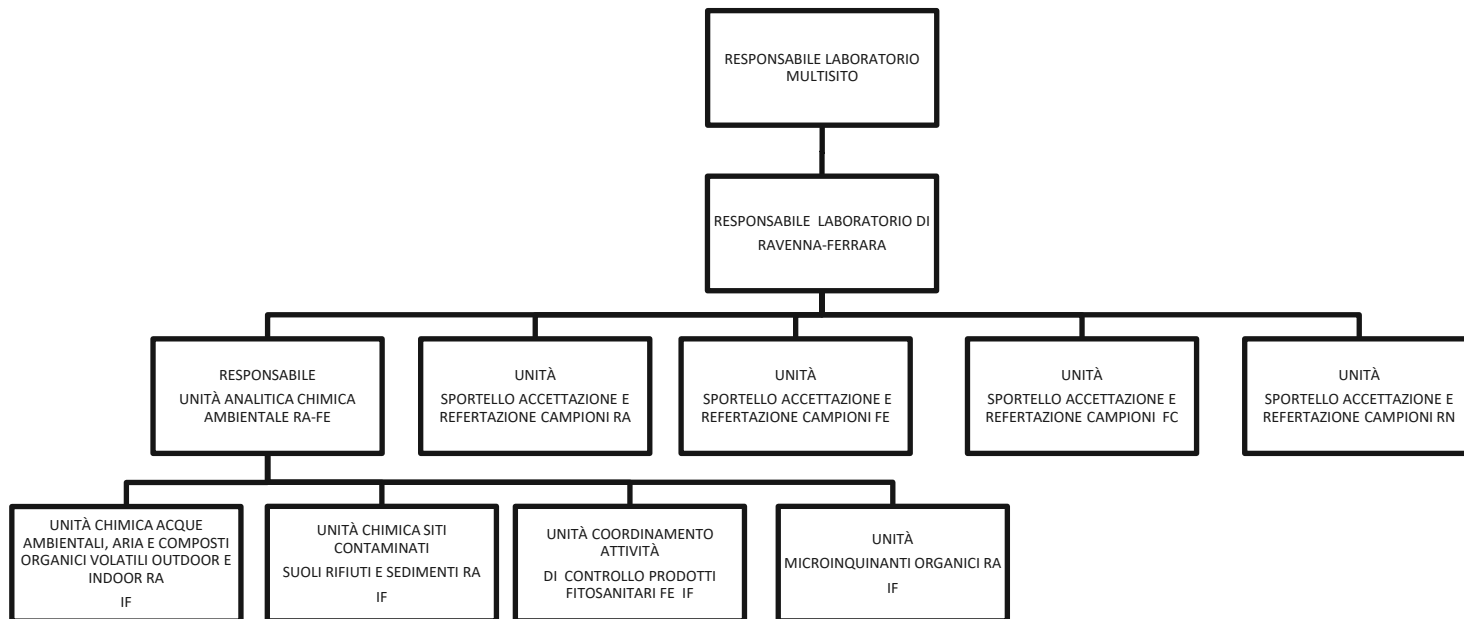 RESPONSABILE LABORATORIO
MULTISITO
RESPONSABILE LABORATORIO DI
RAVENNA-FERRARA
RESPONSABILE
UNITÀ ANALITICA CHIMICA
AMBIENTALE RA-FE
UNITÀ
SPORTELLO ACCETTAZIONE E
REFERTAZIONE CAMPIONI RA
UNITÀ
SPORTELLO ACCETTAZIONE E
REFERTAZIONE CAMPIONI FE
UNITÀ
SPORTELLO ACCETTAZIONE E
REFERTAZIONE CAMPIONI FC
UNITÀ
SPORTELLO ACCETTAZIONE E
REFERTAZIONE CAMPIONI RN
UNITÀ CHIMICA ACQUE
AMBIENTALI, ARIA E COMPOSTI
ORGANICI VOLATILI OUTDOOR E
INDOOR RA
IF
UNITÀ CHIMICA SITI
CONTAMINATI
SUOLI RIFIUTI E SEDIMENTI RA
IF
UNITÀ COORDINAMENTO
ATTIVITÀ
DI CONTROLLO PRODOTTI
FITOSANITARI FE IF
UNITÀ
MICROINQUINANTI ORGANICI RA
IF